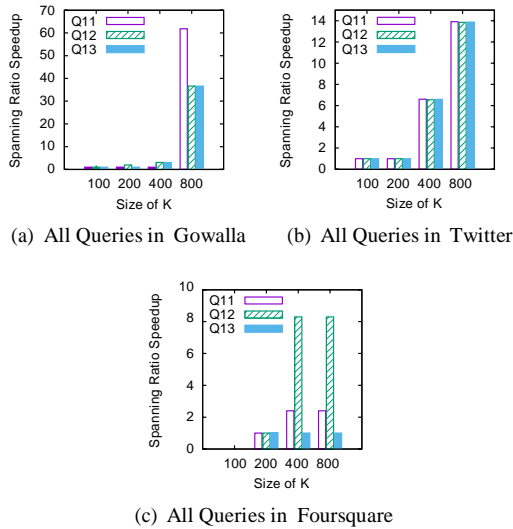 70
60
50
40
30
20
10
0
Spanning Ratio Speedup
Q11
Q12
Q13
100 200 400 800
Size of K
(a) All Queries in Gowalla
14
12
10
8
6
4
2
0
Spanning Ratio Speedup
Q11
Q12
Q13
100 200 400 800
Size of K
(b) All Queries in Twitter
10
8
6
4
2
0
Spanning Ratio Speedup
Q11
Q12
Q13
100 200 400 800
Size of K
(c) All Queries in Foursquare